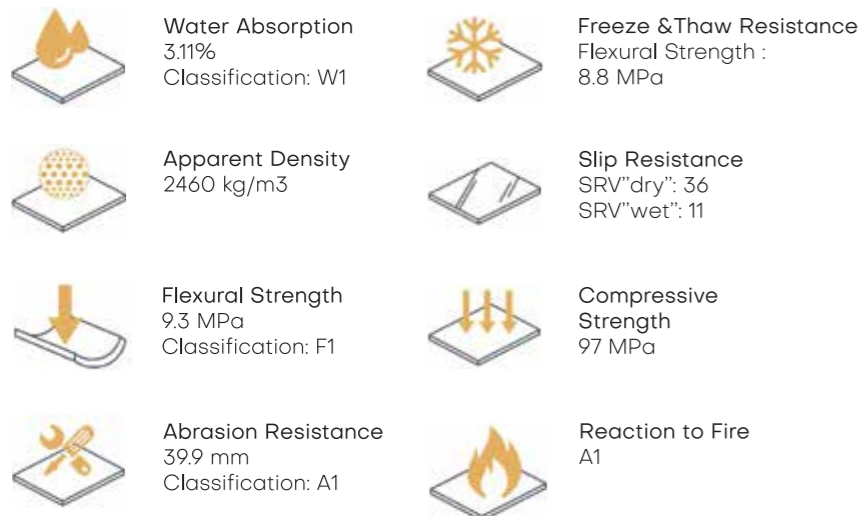 Water Absorption
3.11%
Classification: W1
Freeze &Thaw Resistance
Flexural Strength :
8.8 MPa
Apparent Density
2460 kg/m3
Slip Resistance
SRV”dry”: 36
SRV”wet”: 11
Flexural Strength
9.3 MPa
Classification: F1
Compressive
Strength
97 MPa
Abrasion Resistance
39.9 mm
Classification: A1
Reaction to Fire
A1